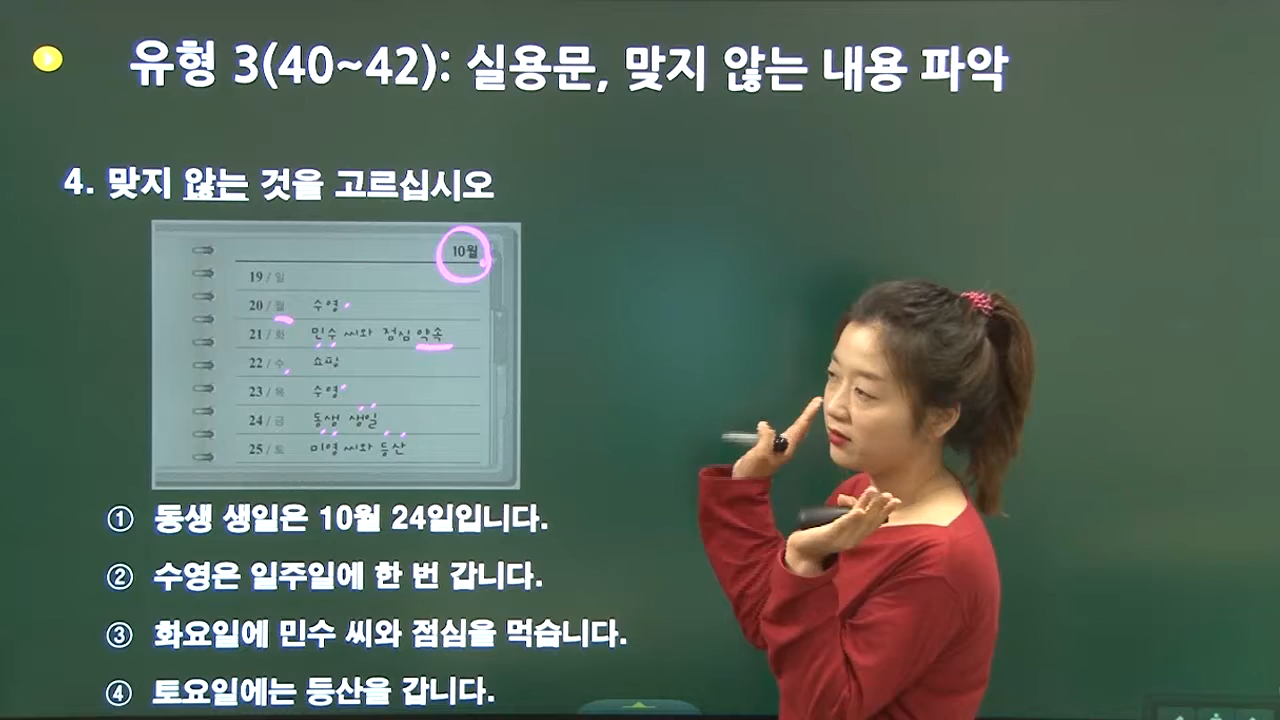 유형 3(40~42): 실용문, 맞지 않는 내용 파악
4. 맞지 않는 것을 고르십시오
10월
19 / 일
20 / 월 수영
21 / 화 민수 씨와 점심 약속
22 / 수 쇼핑
23 / 목 수영
24 / 금 동생 생일
25 / 토 미영 씨와 등산
① 동생 생일은 10월 24일입니다.
② 수영은 일주일에 한 번 갑니다.
③ 화요일에 민수 씨와 점심을 먹습니다.
④ 토요일에는 등산을 갑니다.